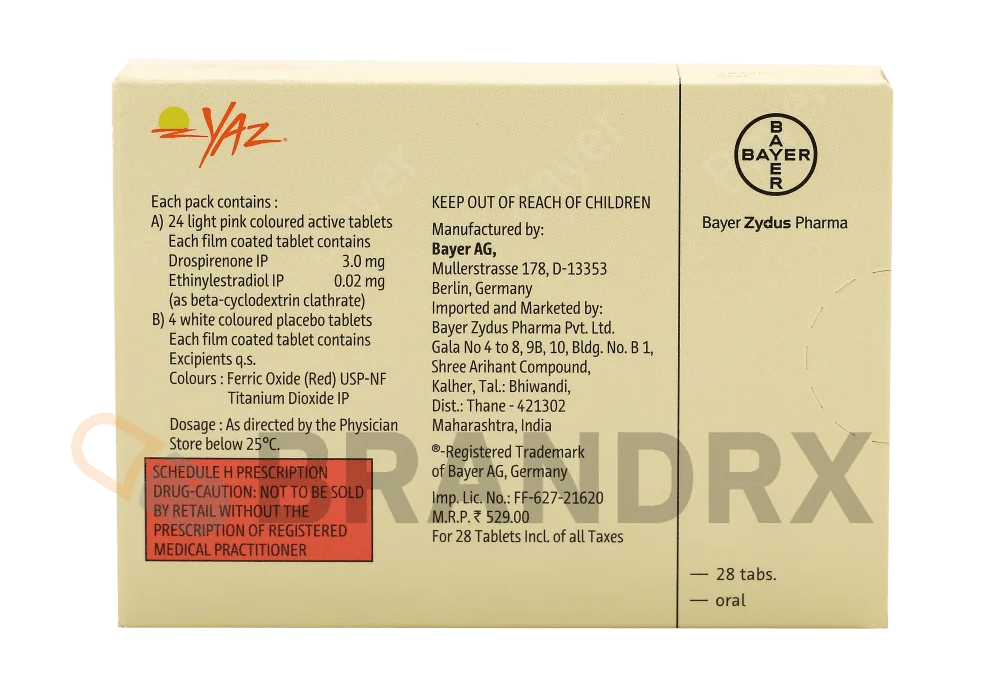 YAZ®
Each pack contains :
A) 24 light pink coloured active tablets
Each film coated tablet contains
Drospirenone IP 3.0 mg
Ethinylestradiol IP 0.02 mg
(as beta-cyclodextrin clathrate)
B) 4 white coloured placebo tablets
Each film coated tablet contains
Excipients q.s.
Colours : Ferric Oxide (Red) USP-NF
Titanium Dioxide IP
Dosage : As directed by the Physician
Store below 25°C.
SCHEDULE H PRESCRIPTION
DRUG-CAUTION: NOT TO BE SOLD
BY RETAIL WITHOUT THE
PRESCRIPTION OF REGISTERED
MEDICAL PRACTITIONER
KEEP OUT OF REACH OF CHILDREN
Manufactured by:
Bayer AG,
Mullerstrasse 178, D-13353
Berlin, Germany
Imported and Marketed by:
Bayer Zydus Pharma Pvt. Ltd.
Gala No 4 to 8, 9B, 10, Bldg. No. B 1,
Shree Arihant Compound,
Kalher, Tal.: Bhiwandi,
Dist.: Thane - 421302
Maharashtra, India
®-Registered Trademark
of Bayer AG, Germany
Imp. Lic. No.: FF-627-21620
M.R.P. ₹ 529.00
For 28 Tablets Incl. of all Taxes
BAYER
BAYER
Bayer Zydus Pharma
— 28 tabs.
— oral
BRANDRX